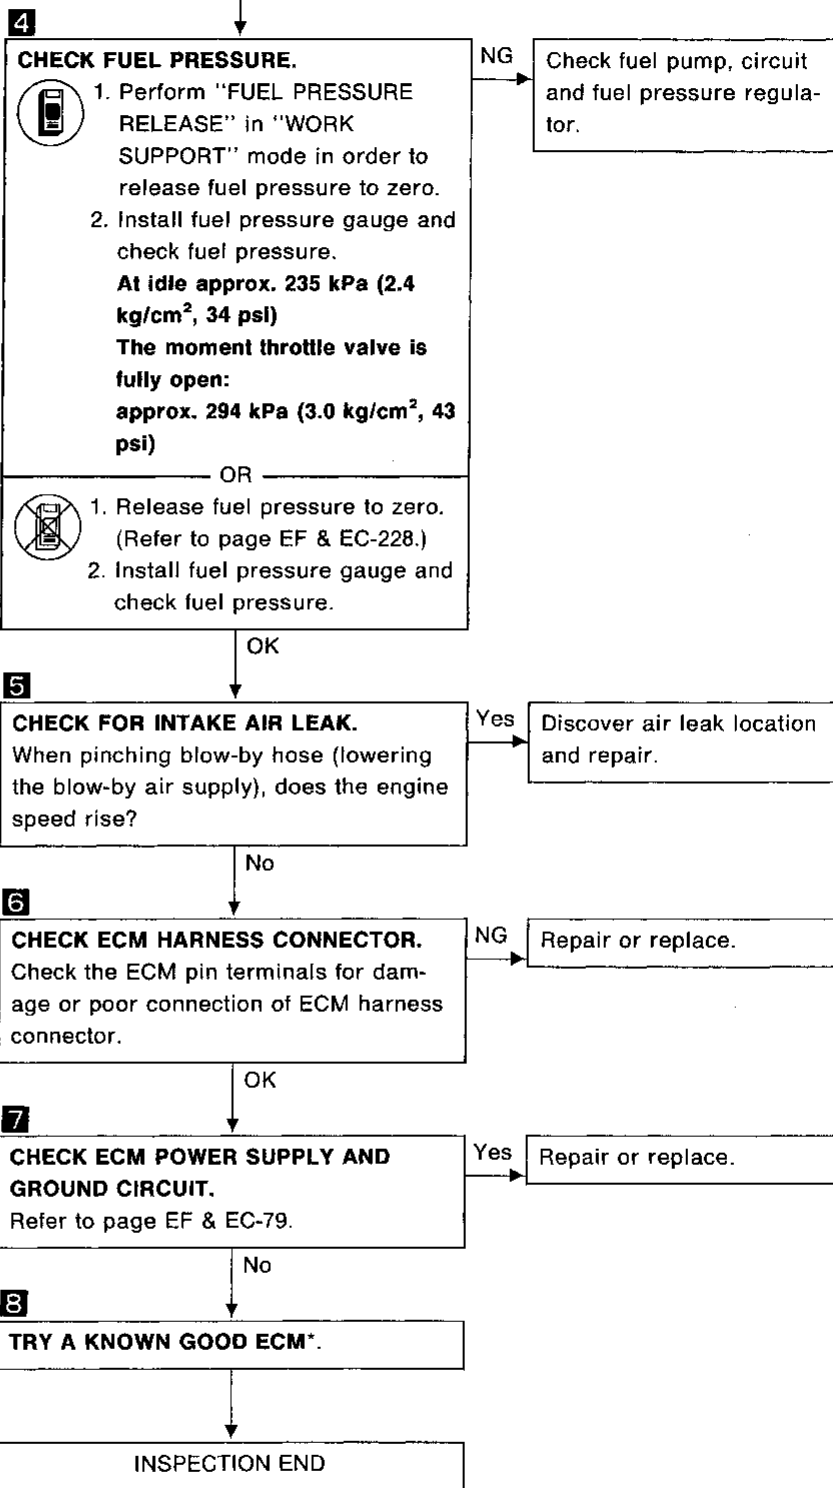 4
CHECK FUEL PRESSURE.
1. Perform "FUEL PRESSURE
RELEASE" in "WORK
SUPPORT" mode in order to
release fuel pressure to zero.
2. Install fuel pressure gauge and
check fuel pressure.
At idle approx. 235 kPa (2.4
kg/cm², 34 psi)
The moment throttle valve is
fully open:
approx. 294 kPa (3.0 kg/cm², 43
psi)
NG
Check fuel pump, circuit
and fuel pressure regula-
tor.
OR
1. Release fuel pressure to zero.
(Refer to page EF & EC-228.)
2. Install fuel pressure gauge and
check fuel pressure.
OK
5
CHECK FOR INTAKE AIR LEAK.
When pinching blow-by hose (lowering
the blow-by air supply), does the engine
speed rise?
Yes
Discover air leak location
and repair.
No
6
CHECK ECM HARNESS CONNECTOR.
Check the ECM pin terminals for dam-
age or poor connection of ECM harness
connector.
NG
Repair or replace.
OK
7
CHECK ECM POWER SUPPLY AND
GROUND CIRCUIT.
Refer to page EF & EC-79.
Yes
Repair or replace.
No
8
TRY A KNOWN GOOD ECM*.
INSPECTION END